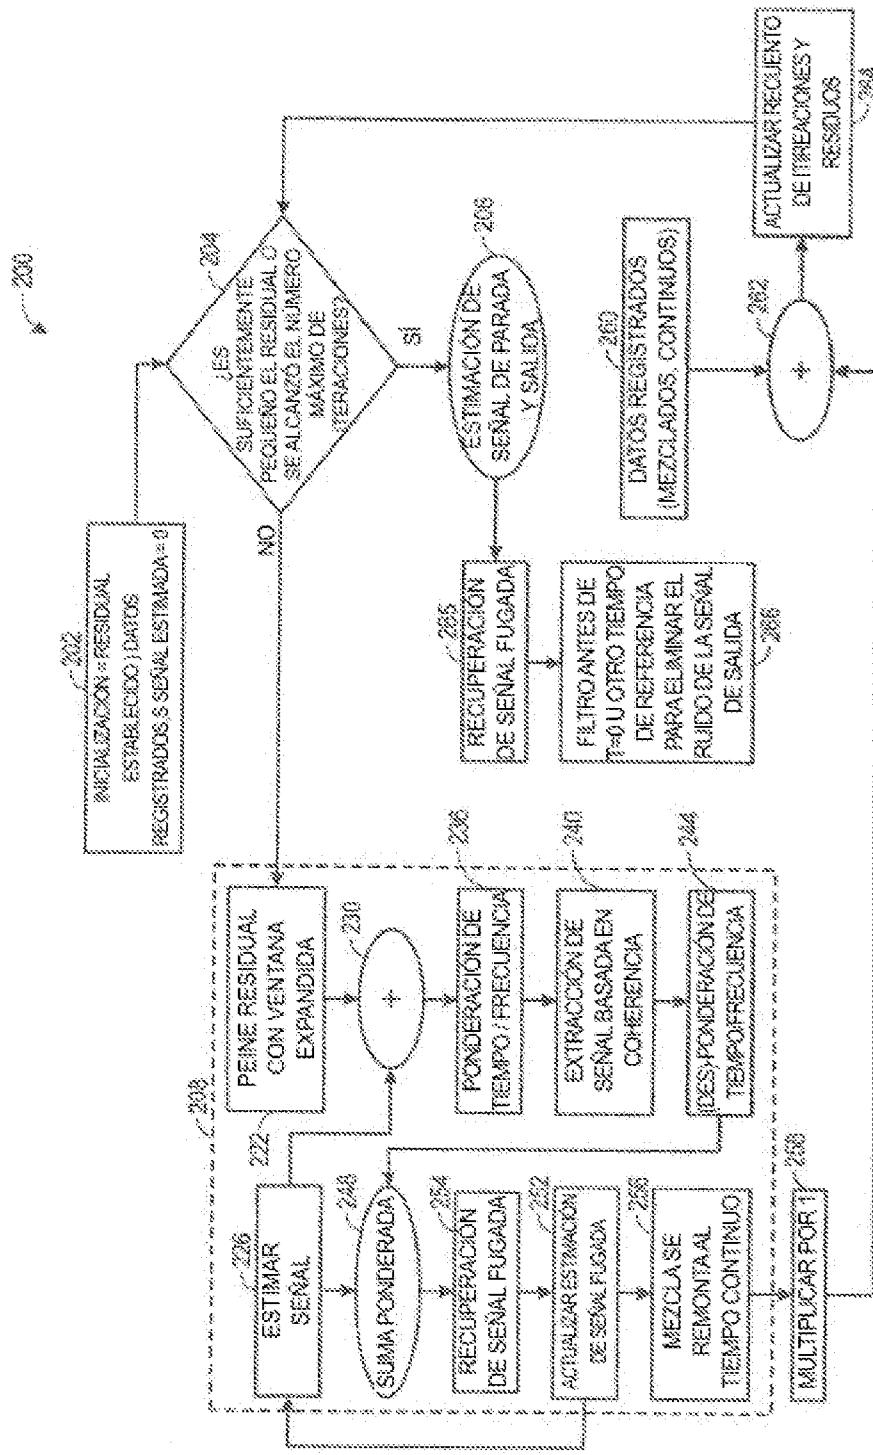 200
202
INICIALIZACIÓN = RESIDUAL
ESTABLECIDO ) DATOS
REGISTRADOS, S SEÑAL ESTIMADA = 0
204
¿ES
SUFICIENTEMENTE
PEQUEÑO EL RESIDUAL O
SE ALCANZÓ EL NÚMERO
MÁXIMO DE
ITERACIONES?
NO
SÍ
206
ESTIMACIÓN DE
SEÑAL DE PARADA
Y SALIDA
265
RECUPERACIÓN
DE SEÑAL FUGADA
FILTRO ANTES DE
T=0 U OTRO TIEMPO
DE REFERENCIA
PARA ELIMINAR EL
RUIDO DE LA SEÑAL
DE SALIDA
266
260
DATOS REGISTRADOS
(MEZCLADOS, CONTINUOS)
262
+
ACTUALIZAR RECUENTO
DE ITIREACIONES Y
RESIDUOS
264
208
PEINE RESIDUAL
CON VENTANA
EXPANDIDA
222
230
+
236
PONDERACIÓN DE
TIEMPO / FRECUENCIA
240
EXTRACCIÓN DE
SEÑAL BASADA EN
COHERENCIA
244
(DES)-PONDERACIÓN DE
TIEMPO/FRECUENCIA
226
ESTIMAR
SEÑAL
248
SUMA PONDERADA
254
RECUPERACIÓN
DE SEÑAL FUGADA
252
ACTUALIZAR ESTIMACIÓN
DE SEÑAL FUGADA
256
MEZCLA SE
REMONTA AL
TIEMPO CONTINUO
258
MULTIPLICAR POR 1